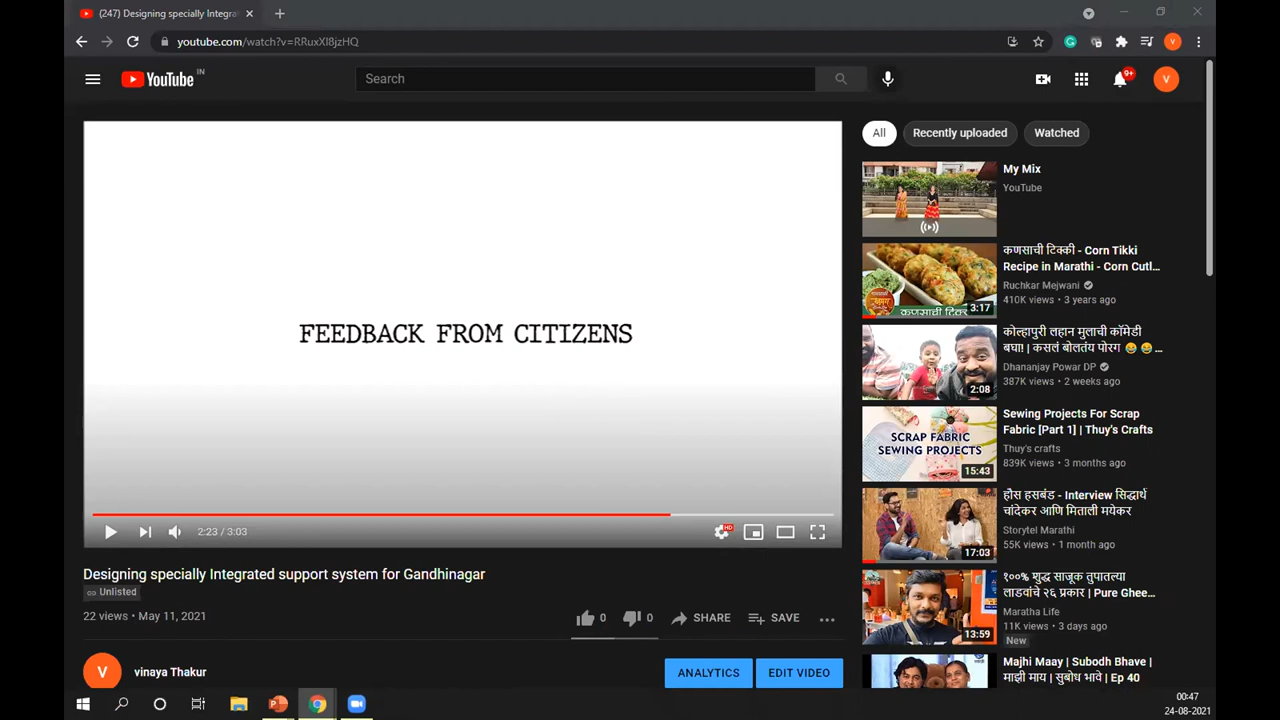 (247) Designing specially Integra
youtube.com/watch?v=RRuxXI8jzHQ
V
YouTube IN
Search
9+
V
FEEDBACK FROM CITIZENS
HD
2:23 / 3:03
Designing specially Integrated support system for Gandhinagar
Unlisted
22 views • May 11, 2021
0
0
SHARE
SAVE
V
vinaya Thakur
ANALYTICS
EDIT VIDEO
All
Recently uploaded
Watched
My Mix
YouTube
कणसाची टिक्की
3:17
कणसाची टिक्की - Corn Tikki
Recipe in Marathi - Corn Cutl...
Ruchkar Mejwani
410K views • 3 years ago
2:08
कोल्हापुरी लहान मुलाची कॉमेडी
बघा! | कसलं बोलतंय पोरग 😂 😂 ...
Dhananjay Power DP
387K views • 2 weeks ago
SCRAP FABRIC
SEWING PROJECTS
15:43
Sewing Projects For Scrap
Fabric [Part 1] | Thuy's Crafts
Thuy's crafts
839K views • 3 months ago
17:03
हौस हसबंड - Interview सिद्धार्थ
चांदेकर आणि मिताली मयेकर
Storytel Marathi
55K views • 1 month ago
13:59
१००% शुद्ध साजूक तुपातल्या
लाडवांचे २६ प्रकार | Pure Ghee...
Maratha Life
11K views • 3 days ago
New
Majhi Maay | Subodh Bhave |
माझी माय | सुबोध भावे | Ep 40
00:47
24-08-2021